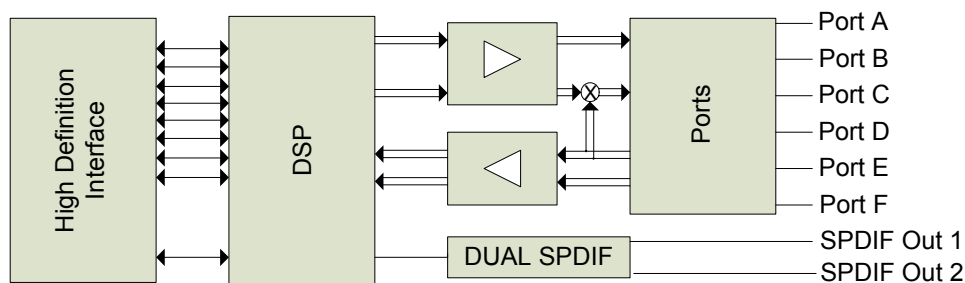 High Definition
Interface
DSP
Ports
Port A
Port B
Port C
Port D
Port E
Port F
DUAL SPDIF
SPDIF Out 1
SPDIF Out 2